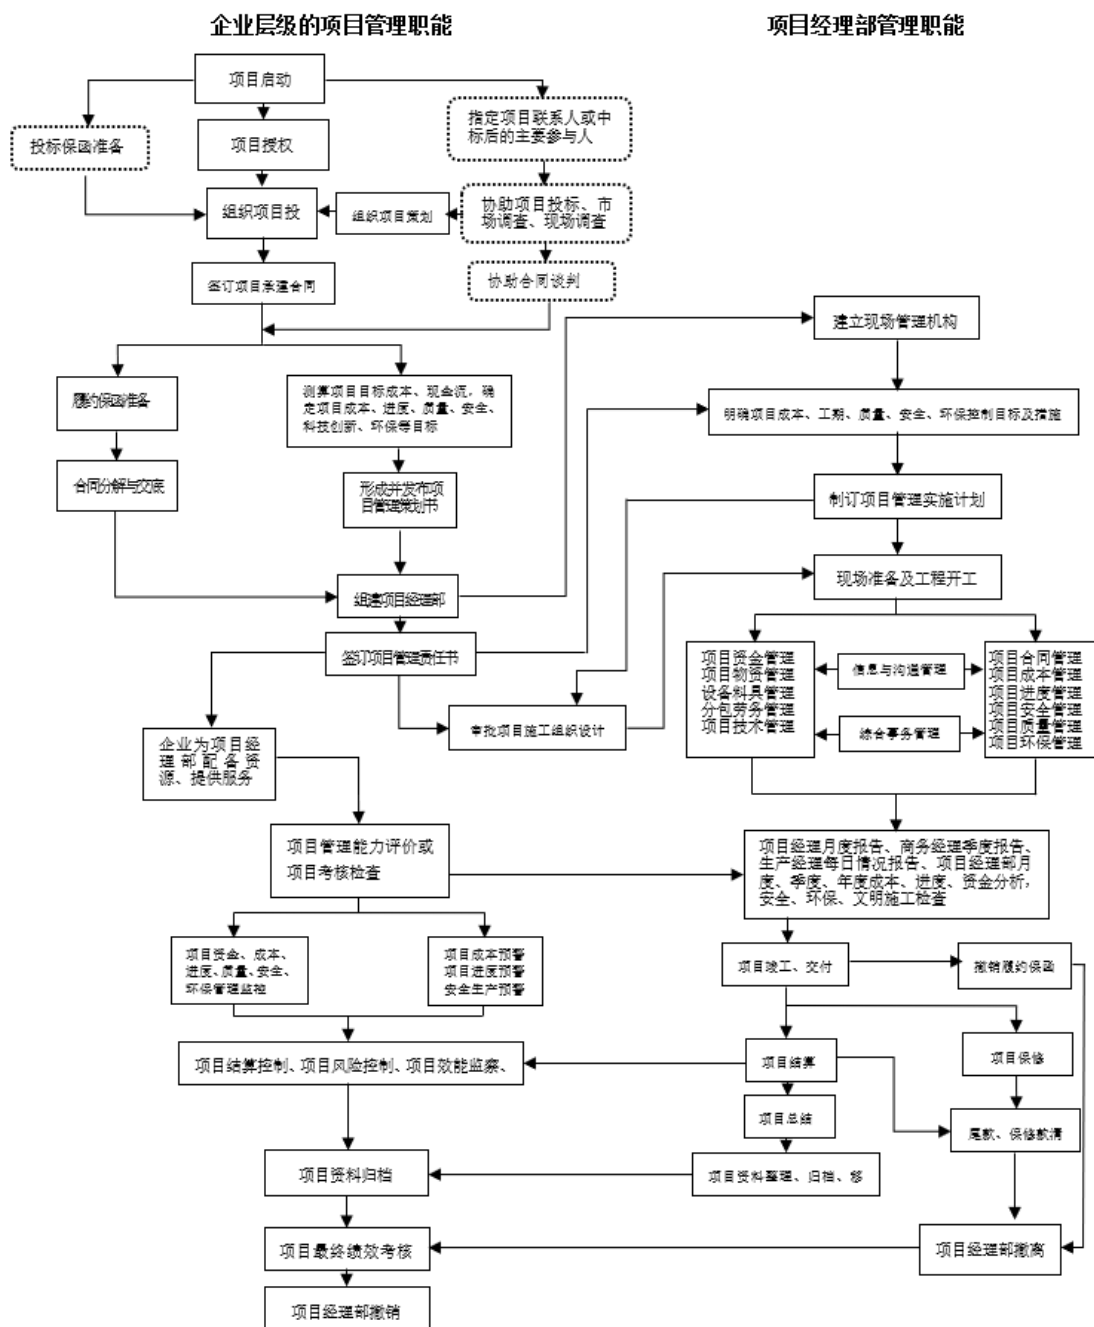 企业层级的项目管理职能
项目经理部管理职能
项目启动
投标保函准备
项目授权
指定项目联系人或中
标后的主要参与人
组织项目投
组织项目策划
协助项目投标、市
场调查、现场调查
签订项目承建合同
协助合同谈判
建立现场管理机构
履约保函准备
测算项目目标成本、现金流，确
定项目成本、进度、质量、安全、
科技创新、环保等目标
明确项目成本、工期、质量、安全、环保控制目标及措施
合同分解与交底
形成并发布项
目管理策划书
制订项目管理实施计划
现场准备及工程开工
组建项目经理部
签订项目管理责任书
项目资金管理
项目物资管理
设备料具管理
分包劳务管理
项目技术管理
信息与沟通管理
综合事务管理
项目合同管理
项目成本管理
项目进度管理
项目安全管理
项目质量管理
项目环保管理
审批项目施工组织设计
企业为项目经
理部配备资
源、提供服务
项目管理能力评价或
项目考核检查
项目经理月度报告、商务经理季度报告、
生产经理每日情况报告、项目经理部月
度、季度、年度成本、进度、资金分析，
安全、环保、文明施工检查
项目资金、成本、
进度、质量、安全、
环保管理监控
项目成本预警
项目进度预警
安全生产预警
项目竣工、交付
撤销履约保函
项目结算控制、项目风险控制、项目效能监察、
项目结算
项目保修
项目总结
尾款、保修款清
项目资料归档
项目资料整理、归档、移
项目最终绩效考核
项目经理部撤离
项目经理部撤销